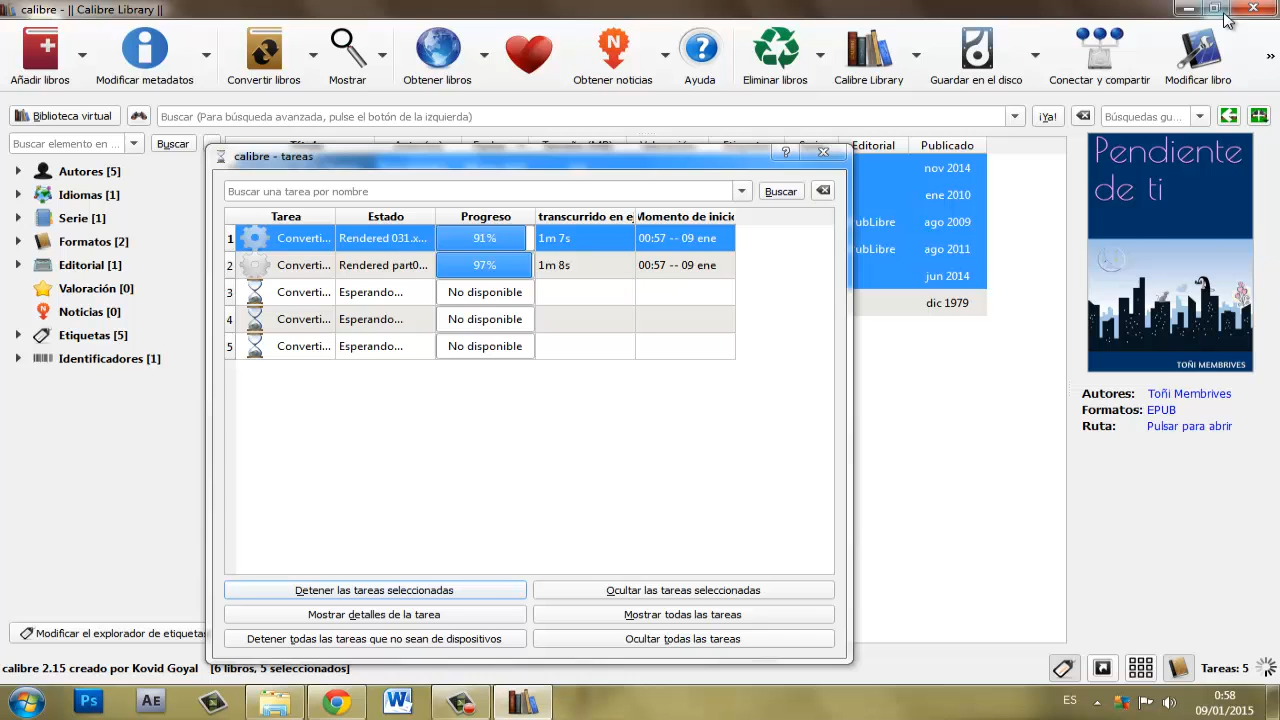 calibre - || Calibre Library ||
Añadir libros
Modificar metadatos
Convertir libros
Mostrar
Obtener libros
Obtener noticias
Ayuda
Eliminar libros
Calibre Library
Guardar en el disco
Conectar y compartir
Modificar libro
»
Biblioteca virtual
Buscar (Para búsqueda avanzada, pulse el botón de la izquierda)
¡Ya!
Búsquedas gu...
Buscar elemento en ...
Buscar
Editorial
Publicado
Autores [5]
Idiomas [1]
Serie [1]
Formatos [2]
Editorial [1]
Valoración [0]
Noticias [0]
Etiquetas [5]
Identificadores [1]
calibre - tareas
Buscar una tarea por nombre
Buscar
Tarea Estado Progreso transcurrido en e Momento de inicio
1 Converti... Rendered 031.x... 91% 1m 7s 00:57 -- 09 ene
2 Converti... Rendered part0... 97% 1m 8s 00:57 -- 09 ene
3 Converti... Esperando... No disponible
4 Converti... Esperando... No disponible
5 Converti... Esperando... No disponible
Detener las tareas seleccionadas
Ocultar las tareas seleccionadas
Mostrar detalles de la tarea
Mostrar todas las tareas
Detener todas las tareas que no sean de dispositivos
Ocultar todas las tareas
nov 2014
ene 2010
ubLibre ago 2009
ubLibre ago 2011
jun 2014
dic 1979
Pendiente
de ti
TOÑI MEMBRIVES
Autores: Toñi Membrives
Formatos: EPUB
Ruta: Pulsar para abrir
Modificar el explorador de etiquetas
calibre 2.15 creado por Kovid Goyal [6 libros, 5 seleccionados]
Tareas: 5
Ps
AE
W
ES
0:58
09/01/2015